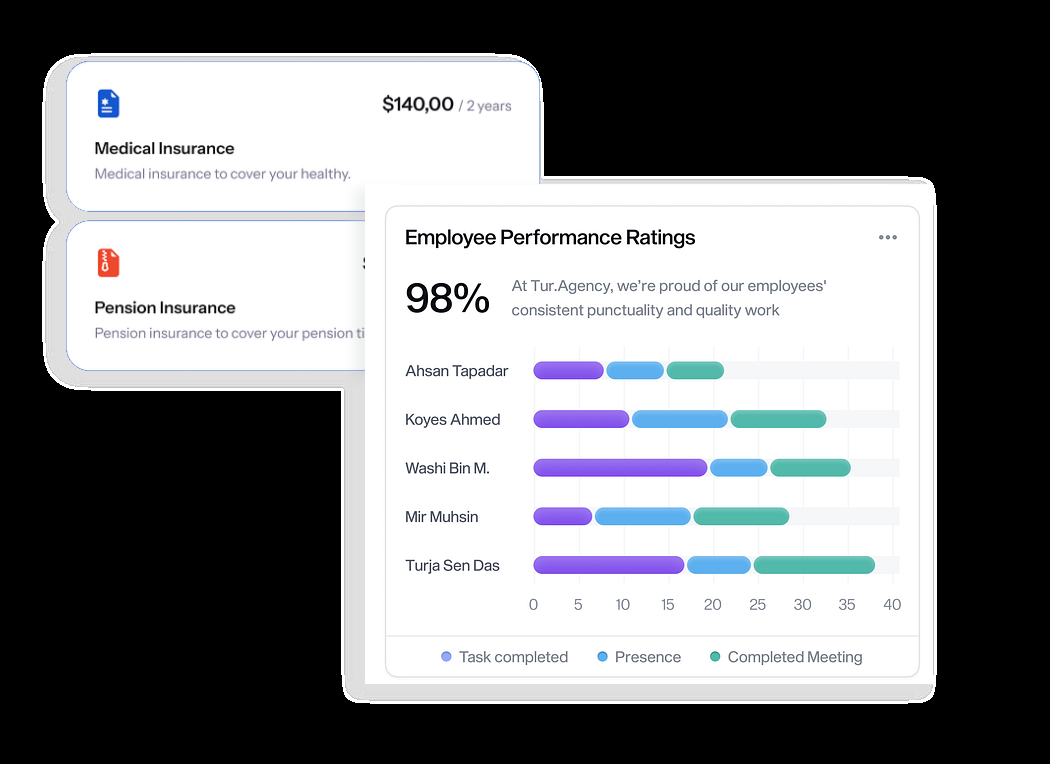 $140,00 / 2 years
Medical Insurance
Medical insurance to cover your healthy.
Pension Insurance
Pension insurance to cover your pension
Employee Performance Ratings
98%
At Tur.Agency, we’re proud of our employees'
consistent punctuality and quality work
Ahsan Tapadar
Koyes Ahmed
Washi Bin M.
Mir Muhsin
Turja Sen Das
0 5 10 15 20 25 30 35 40
Task completed Presence Completed Meeting